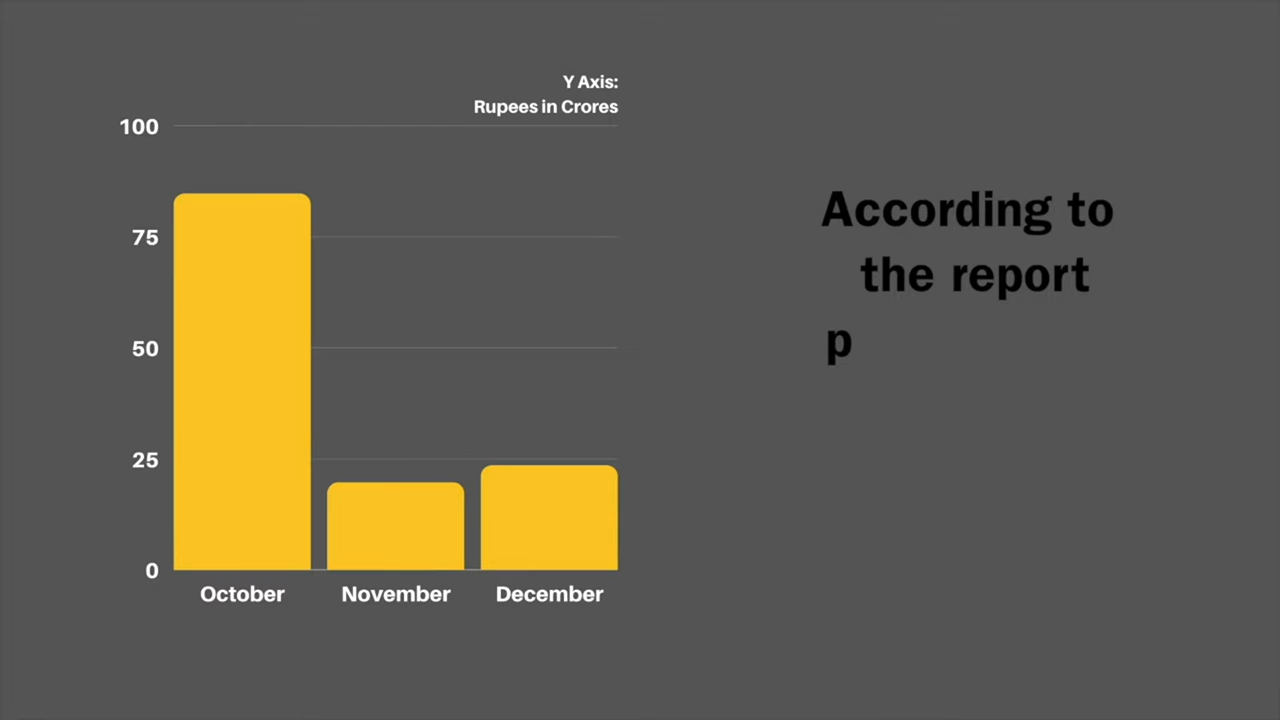 Y Axis:
Rupees in Crores
100
75
50
25
0
October November December
According to
the report
p